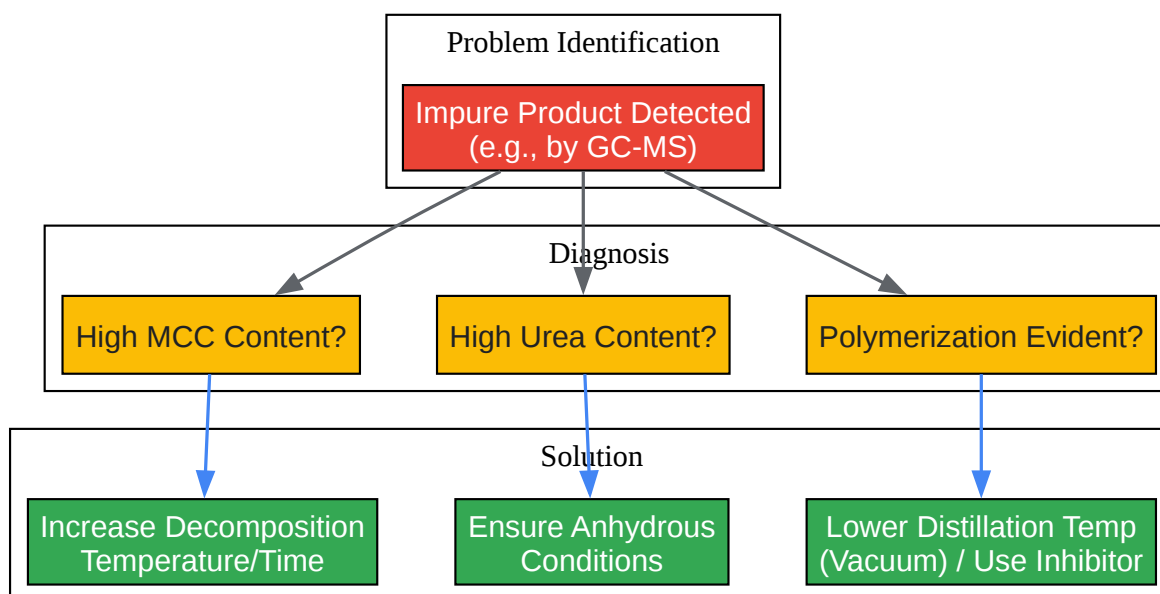 Problem Identification
Impure Product Detected
(e.g., by GC-MS)
Diagnosis
High MCC Content?
High Urea Content?
Polymerization Evident?
Solution
Increase Decomposition
Temperature/Time
Ensure Anhydrous
Conditions
Lower Distillation Temp
(Vacuum) / Use Inhibitor